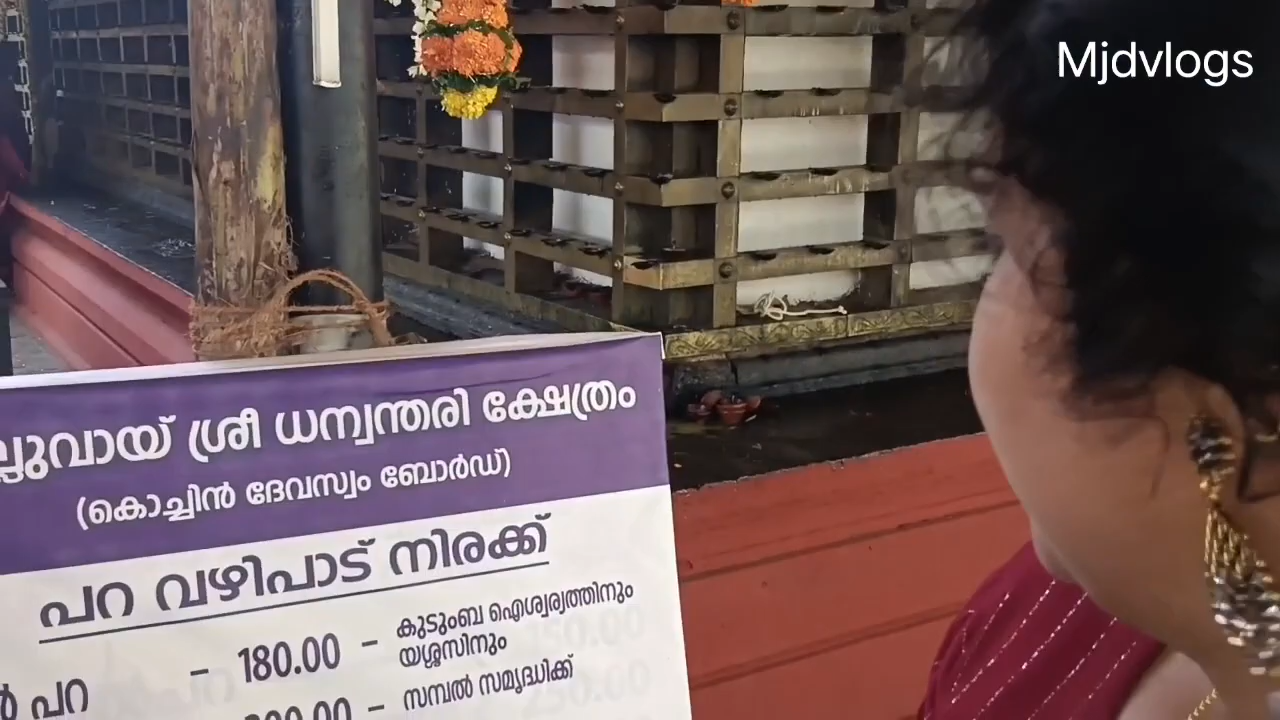 Mjdvlogs
ശ്രീ ധന്വന്തരി ക്ഷേത്രം
(കൊച്ചിൻ ദേവസ്വം ബോർഡ്)
പറ വഴിപാട് നിരക്ക്
പറ – 180.00 – കുടുംബ ഐശ്വര്യത്തിനും
യശ്ശസിനും
– സമ്പൽ സമൃദ്ധിക്ക്